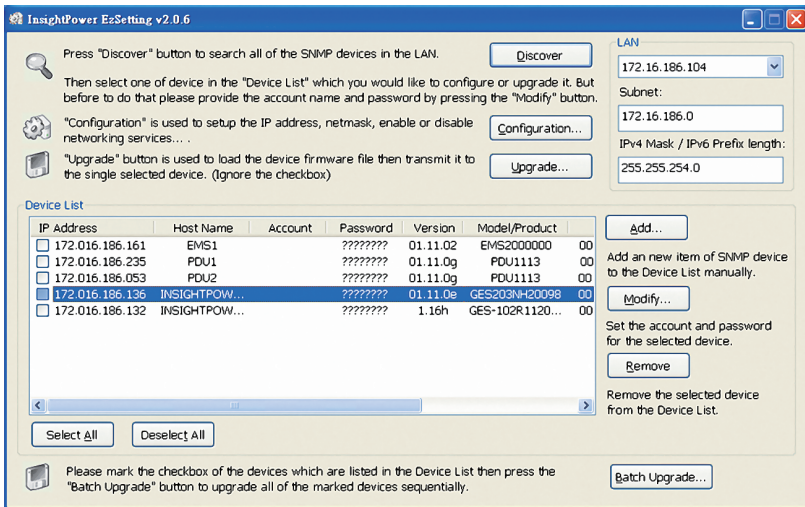 InsightPower EzSetting v2.0.6
Press "Discover" button to search all of the SNMP devices in the LAN.
Discover
Then select one of device in the "Device List" which you would like to configure or upgrade it. But
before to do that please provide the account name and password by pressing the "Modify" button.
"Configuration" is used to setup the IP address, netmask, enable or disable
networking services... .
Configuration...
"Upgrade" button is used to load the device firmware file then transmit it to
the single selected device. (Ignore the checkbox)
Upgrade...
LAN
172.16.186.104
Subnet:
172.16.186.0
IPv4 Mask / IPv6 Prefix length:
255.255.254.0
Device List
IP Address Host Name Account Password Version Model/Product
172.016.186.161 EMS1 ???????? 01.11.02 EMS2000000 00
172.016.186.235 PDU1 ???????? 01.11.0g PDU1113 00
172.016.186.053 PDU2 ???????? 01.11.0g PDU1113 00
172.016.186.136 INSIGHTPOW... ???????? 01.11.0e GES203NH20098 00
172.016.186.132 INSIGHTPOW... ???????? 1.16h GES-102R1120... 00
Add...
Add an new item of SNMP device
to the Device List manually.
Modify...
Set the account and password
for the selected device.
Remove
Remove the selected device
from the Device List.
Select All
Deselect All
Please mark the checkbox of the devices which are listed in the Device List then press the
"Batch Upgrade" button to upgrade all of the marked devices sequentially.
Batch Upgrade...